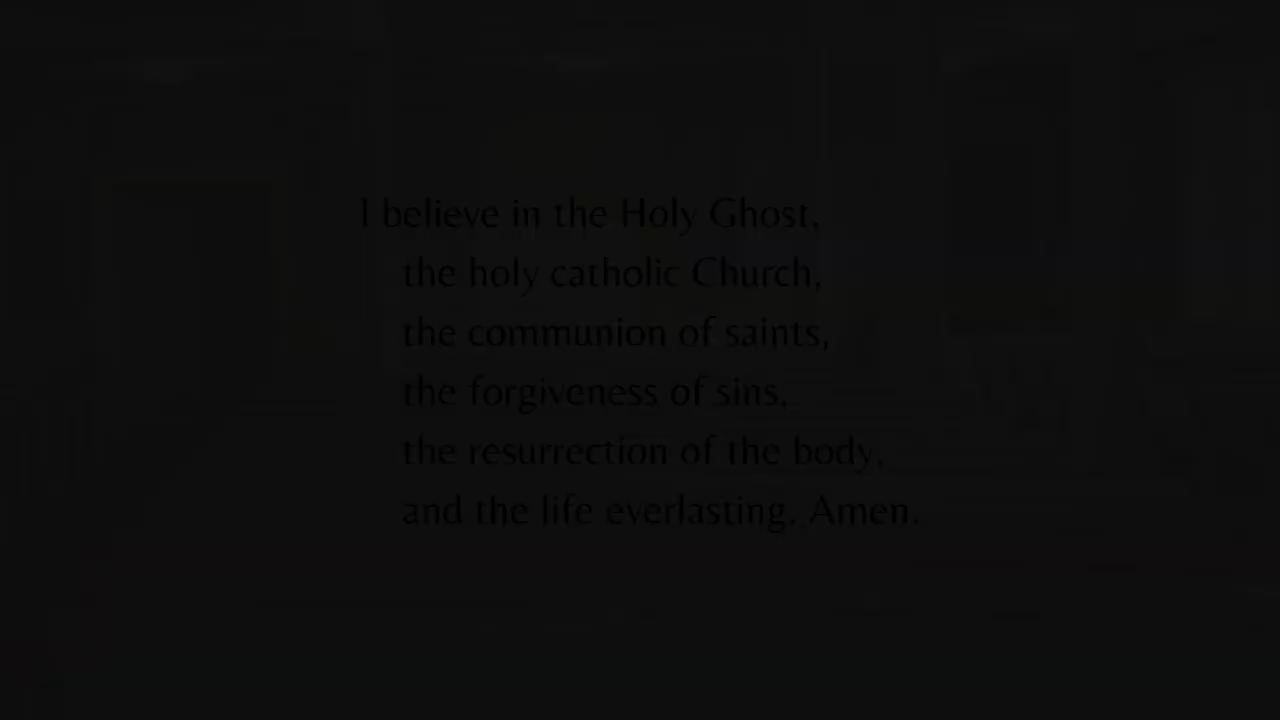 I believe in the Holy Ghost,
the holy catholic Church,
the communion of saints,
the forgiveness of sins,
the resurrection of the body,
and the life everlasting. Amen.